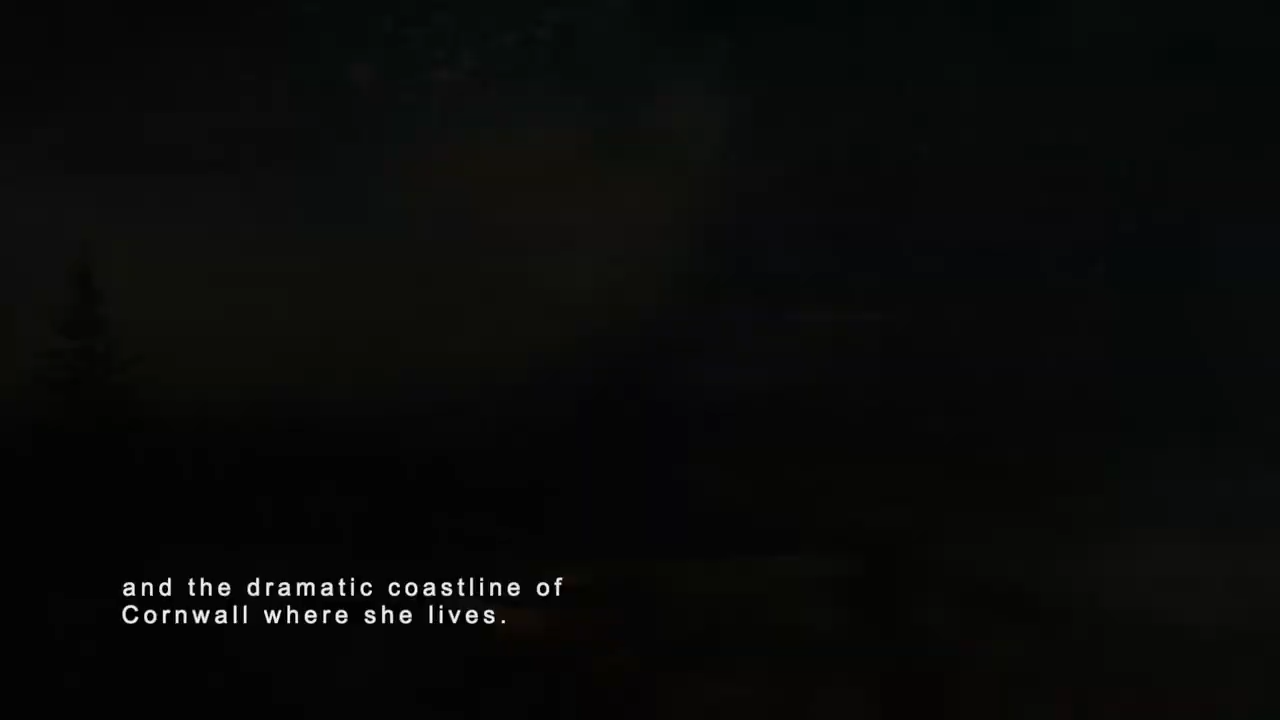 and the dramatic coastline of
Cornwall where she lives.